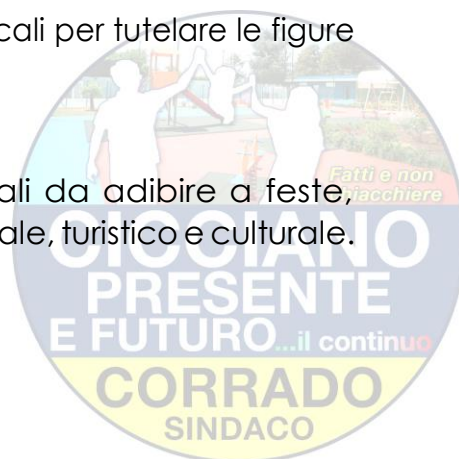 cali per tutelare le figure
ali da adibire a feste,
ale, turistico e culturale.
Fatti e non
chiacchiere
CICCIANO
PRESENTE
E FUTURO...il continuo
CORRADO
SINDACO